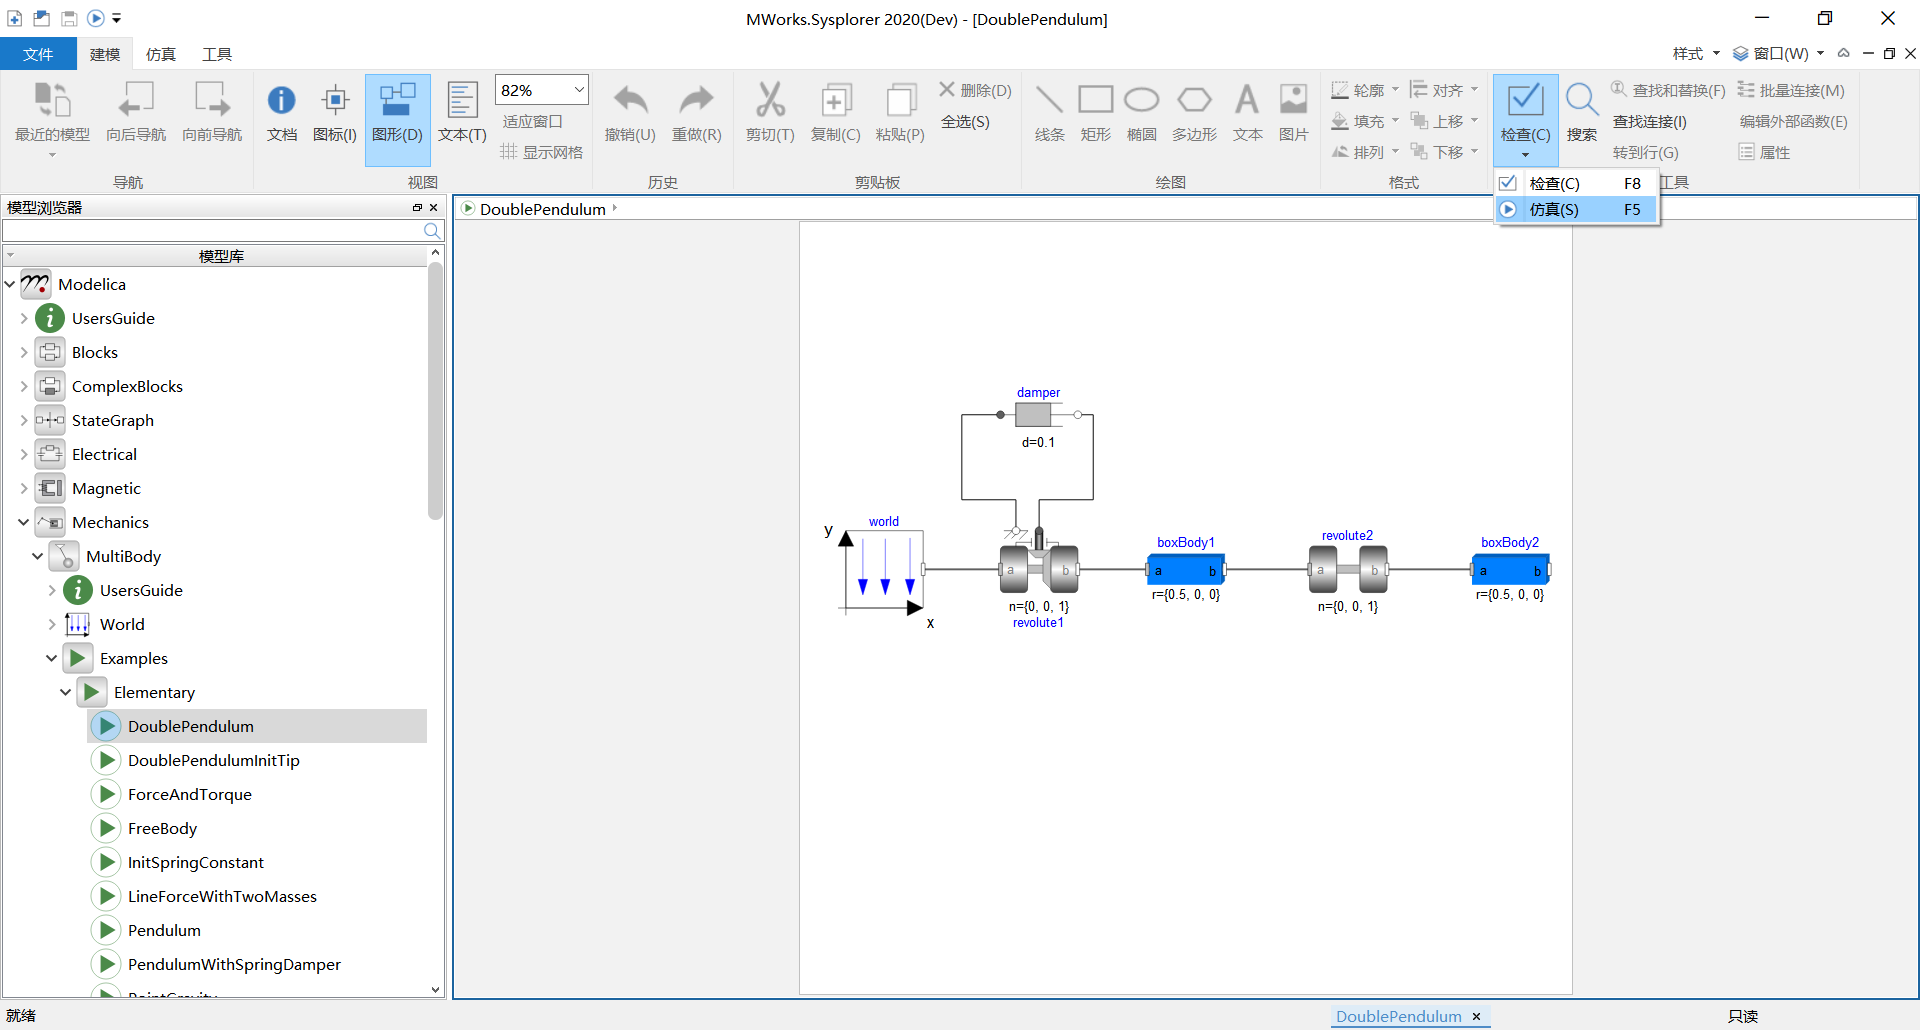 MWorks.Sysplorer 2020(Dev) - [DoublePendulum]
文件 建模 仿真 工具 样式 窗口(W)
最近的模型 向后导航 向前导航
导航
文档 图标(I) 图形(D) 文本(T)
82%
适应窗口
显示网格
视图
撤销(U) 重做(R)
历史
剪切(T) 复制(C) 粘贴(P)
删除(D)
全选(S)
剪贴板
线条 矩形 椭圆 多边形 文本 图片
绘图
轮廓 对齐
填充 上移
排列 下移
格式
检查(C) 搜索
查找和替换(F) 批量连接(M)
查找连接(I) 编辑外部函数(E)
转到行(G) 属性
工具
检查(C) F8
仿真(S) F5
模型浏览器
模型库
Modelica
UsersGuide
Blocks
ComplexBlocks
StateGraph
Electrical
Magnetic
Mechanics
MultiBody
UsersGuide
World
Examples
Elementary
DoublePendulum
DoublePendulumInitTip
ForceAndTorque
FreeBody
InitSpringConstant
LineForceWithTwoMasses
Pendulum
PendulumWithSpringDamper
DoublePendulum
damper
d=0.1
y
world
x
a b
n={0, 0, 1}
revolute1
boxBody1
a b
r={0.5, 0, 0}
revolute2
a b
n={0, 0, 1}
boxBody2
a b
r={0.5, 0, 0}
就绪
DoublePendulum ×
只读